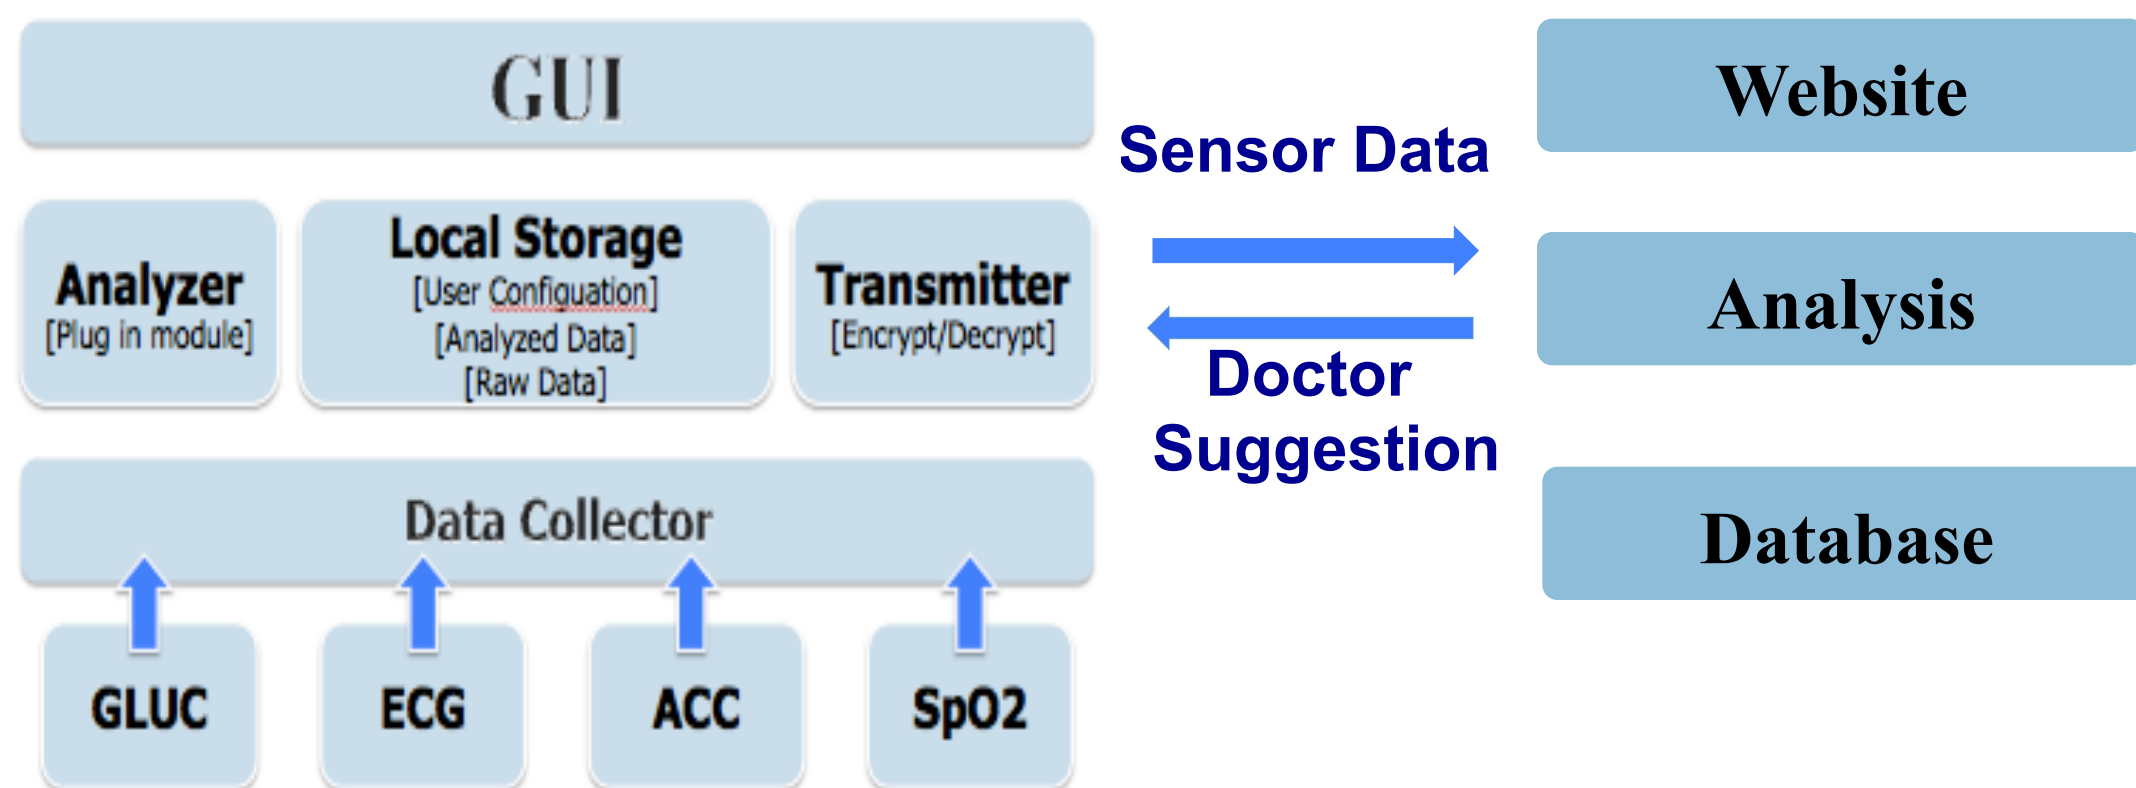 GUI
Analyzer
[Plug in module]
Local Storage
[User Configuation]
[Analyzed Data]
[Raw Data]
Transmitter
[Encrypt/Decrypt]
Data Collector
GLUC
ECG
ACC
SpO2
Sensor Data
Doctor
Suggestion
Website
Analysis
Database